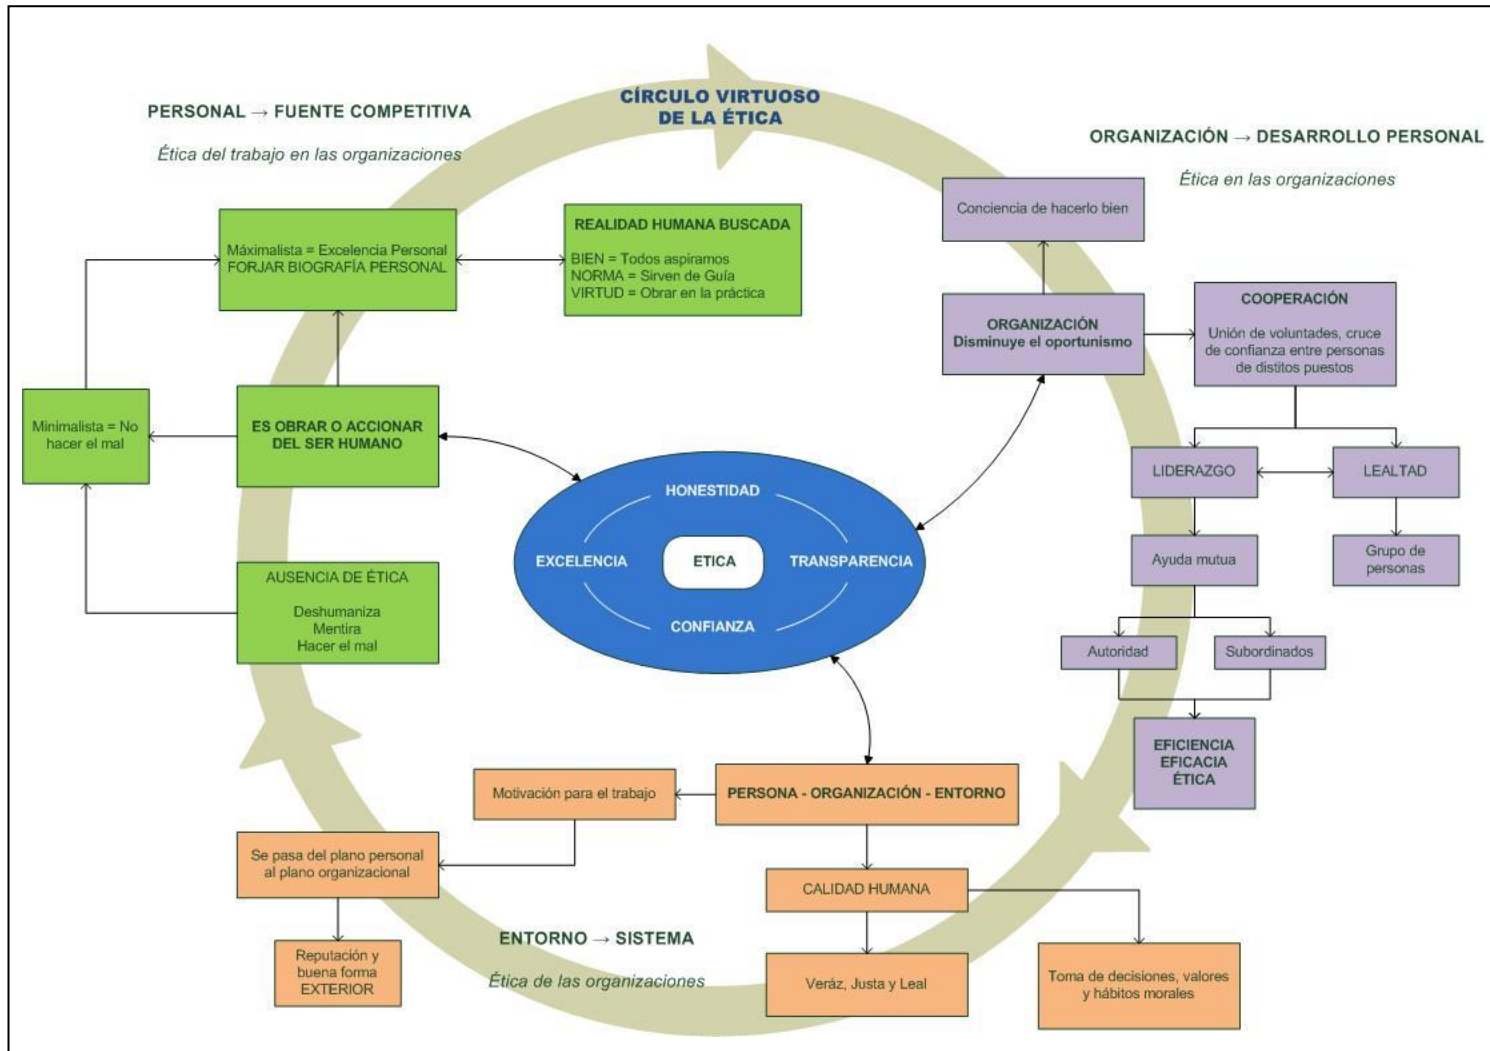 CÍRCULO VIRTUOSO
DE LA ÉTICA
PERSONAL → FUENTE COMPETITIVA
Ética del trabajo en las organizaciones
Máximalista = Excelencia Personal
FORJAR BIOGRAFÍA PERSONAL
REALIDAD HUMANA BUSCADA
BIEN = Todos aspiramos
NORMA = Sirven de Guía
VIRTUD = Obrar en la práctica
Minimalista = No
hacer el mal
ES OBRAR O ACCIONAR
DEL SER HUMANO
AUSENCIA DE ÉTICA
Deshumaniza
Mentira
Hacer el mal
ORGANIZACIÓN → DESARROLLO PERSONAL
Ética en las organizaciones
Conciencia de hacerlo bien
ORGANIZACIÓN
Disminuye el oportunismo
COOPERACIÓN
Unión de voluntades, cruce
de confianza entre personas
de distitos puestos
LIDERAZGO
LEALTAD
Ayuda mutua
Grupo de
personas
Autoridad
Subordinados
EFICIENCIA
EFICACIA
ÉTICA
HONESTIDAD
EXCELENCIA
ETICA
TRANSPARENCIA
CONFIANZA
PERSONA - ORGANIZACIÓN - ENTORNO
Motivación para el trabajo
Se pasa del plano personal
al plano organizacional
Reputación y
buena forma
EXTERIOR
CALIDAD HUMANA
Veráz, Justa y Leal
Toma de decisiones, valores
y hábitos morales
ENTORNO → SISTEMA
Ética de las organizaciones